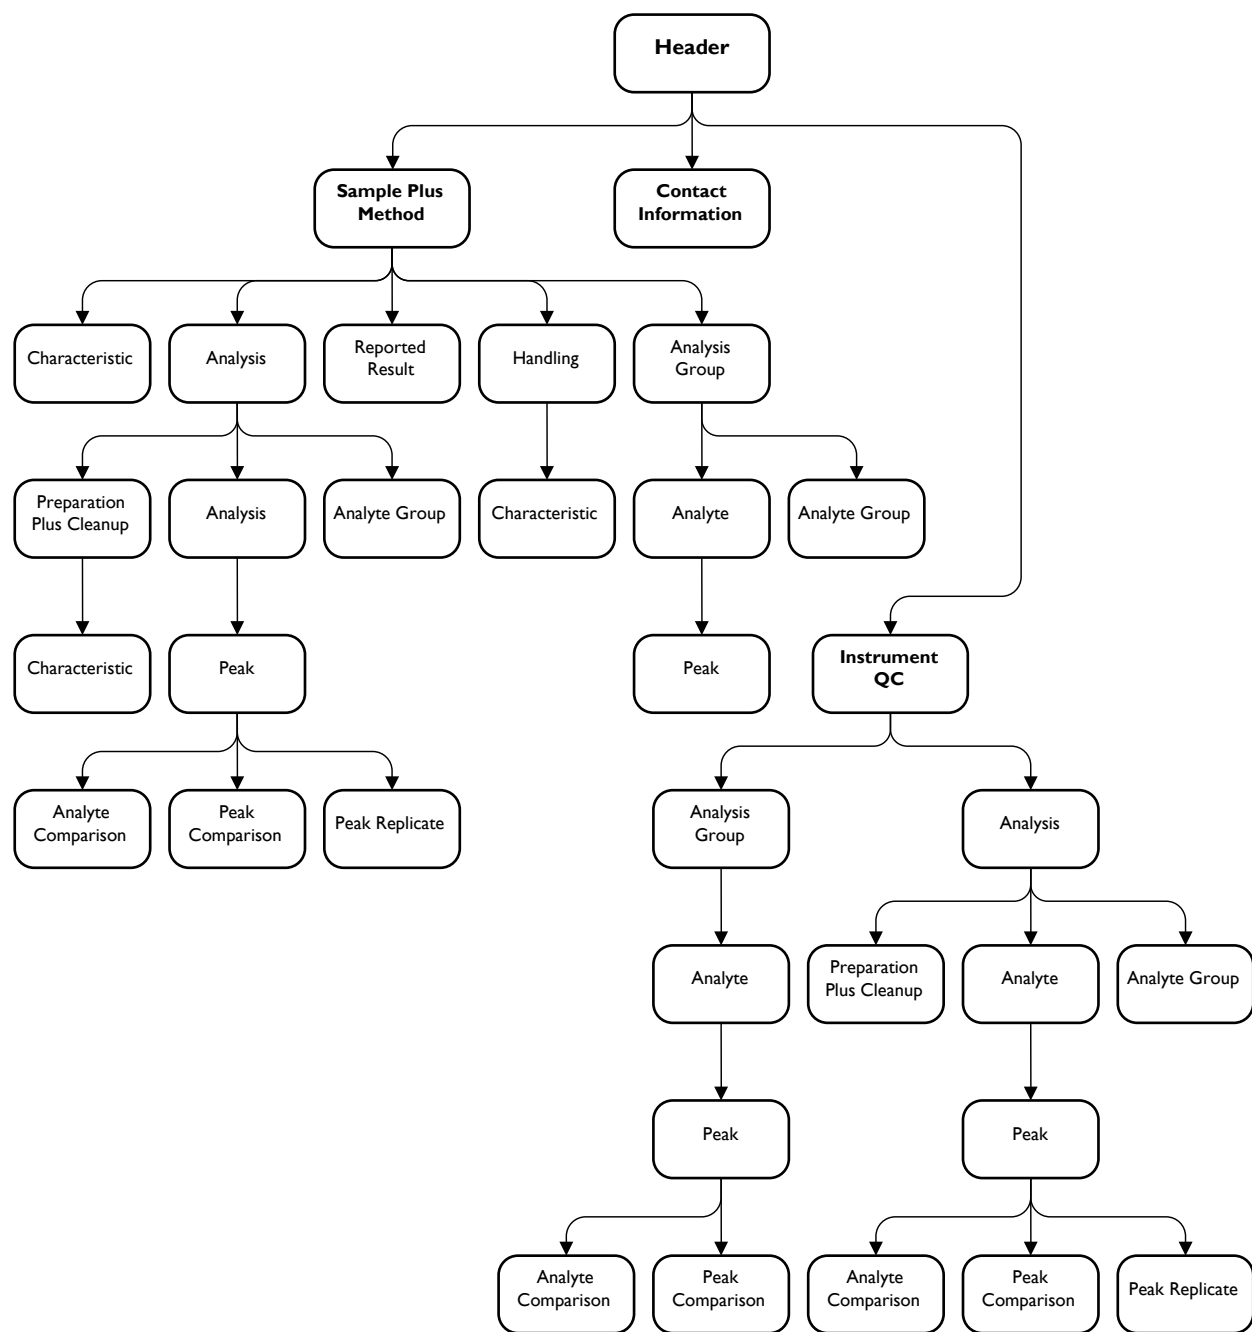 Header
Sample Plus
Method
Contact
Information
Characteristic
Analysis
Reported
Result
Handling
Analysis
Group
Preparation
Plus Cleanup
Analysis
Analyte Group
Characteristic
Analyte
Analyte Group
Characteristic
Peak
Peak
Instrument
QC
Analyte
Comparison
Peak
Comparison
Peak Replicate
Analysis
Group
Analysis
Analyte
Preparation
Plus Cleanup
Analyte
Analyte Group
Peak
Peak
Analyte
Comparison
Peak
Comparison
Analyte
Comparison
Peak
Comparison
Peak Replicate